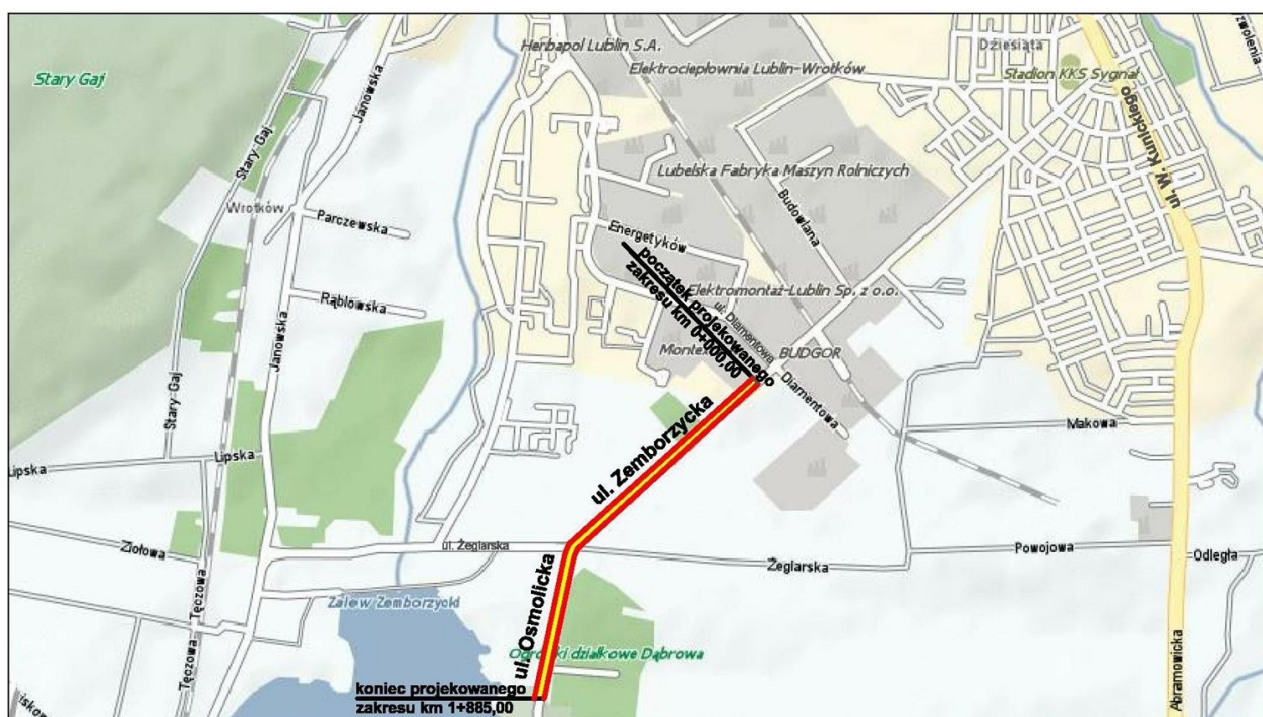 Herbapol Lublin S.A.
Dziesiąta
Elektrociepłownia Lublin-Wrotków
Stadion KKS Sygnał
Stary Gaj
Janowska
ul. W. Kunickiego
Stary Gaj
Lubelska Fabryka Maszyn Rolniczych
Wrotków
Parczewska
Budowlana
Energetyków
początek projekowanego
zakresu km 0+000,00
Elektromontaż-Lublin Sp. z o.o.
Rąblowska
ul. Diamentowa
Janowska
BUDGOR
Diamentowa
Stary Gaj
ul. Zemborzycka
Makowa
Lipska
Lipska
Ziołowa
ul. Żeglarska
Żeglarska
Powojowa
Odległa
Tęczowa
Tęczowa
Zalew Zemborzycki
ul. Osmolicka
działkowe Dąbrowa
Abramowicka
koniec projekowanego
zakresu km 1+885,00